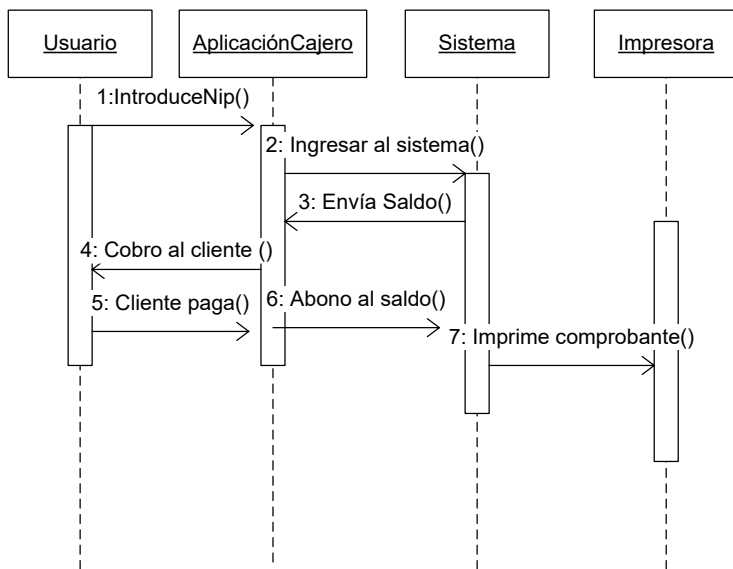 Usuario
AplicaciónCajero
Sistema
Impresora
1:IntroduceNip()
2: Ingresar al sistema()
3: Envía Saldo()
4: Cobro al cliente ()
5: Cliente paga()
6: Abono al saldo()
7: Imprime comprobante()